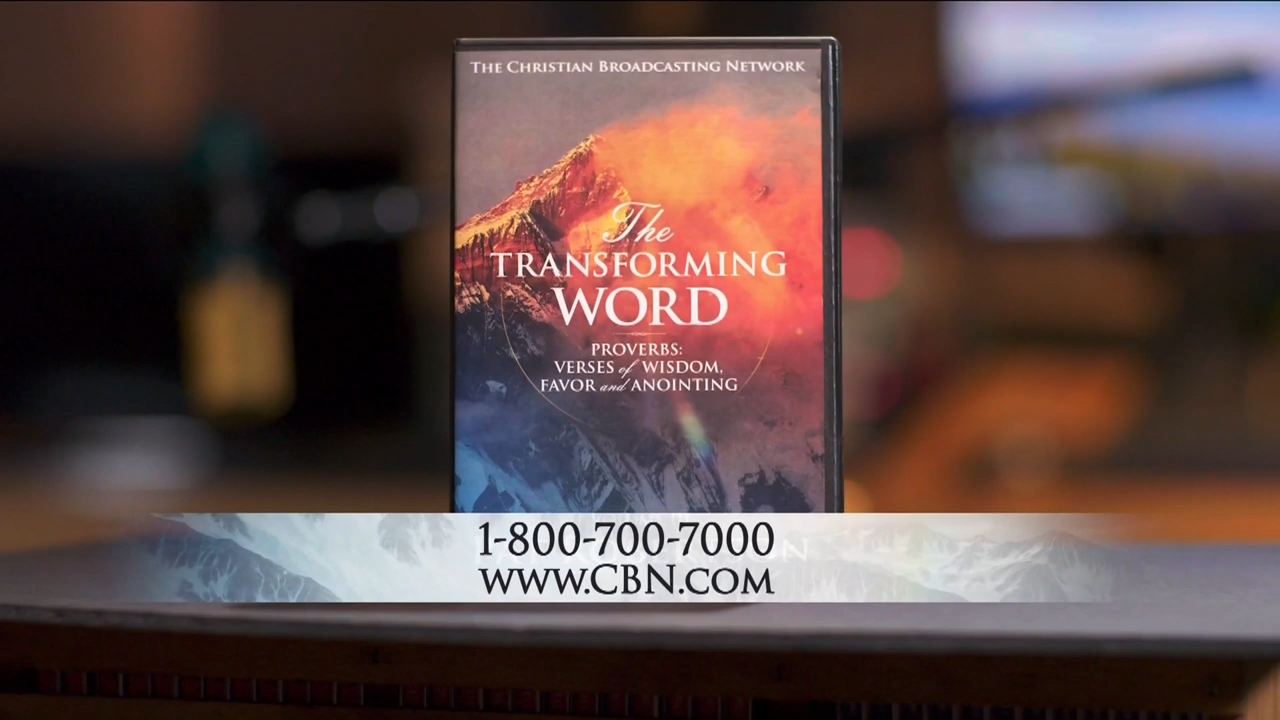 THE CHRISTIAN BROADCASTING NETWORK
The
TRANSFORMING
WORD
PROVERBS:
VERSES of WISDOM,
FAVOR and ANOINTING
1-800-700-7000
WWW.CBN.COM